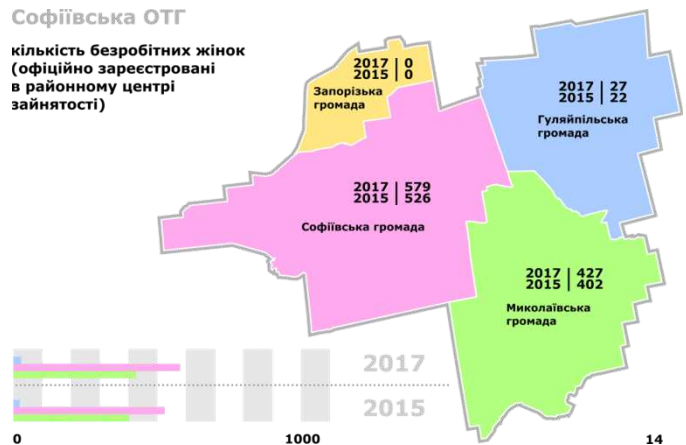 Софіївська ОТГ
кількість безробітних жінок
(офіційно зареєстровані
в районному центрі
зайнятості)
2017 | 0
2015 | 0
Запорізька
громада
2017 | 27
2015 | 22
Гуляйпільська
громада
2017 | 579
2015 | 526
Софіївська громада
2017 | 427
2015 | 402
Миколаївська
громада
2017
2015
0
1000
14